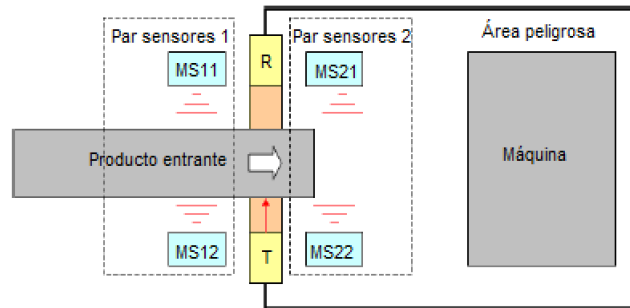 Par sensores 1
Par sensores 2
Área peligrosa
MS11
R
MS21
Producto entrante
Máquina
MS12
T
MS22